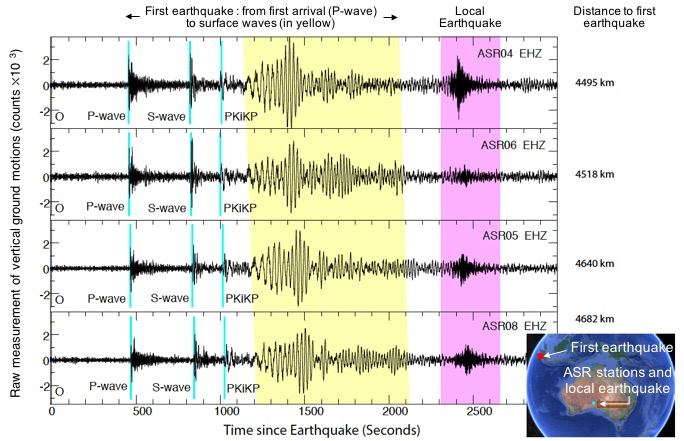 First earthquake : from first arrival (P-wave)
to surface waves (in yellow)
Local
Earthquake
Distance to first
earthquake
Raw measurement of vertical ground motions (counts ×10 ³)
2
0
-2
ASR04 EHZ
O P-wave S-wave PKiKP
4495 km
2
0
-2
ASR06 EHZ
O P-wave S-wave PKiKP
4518 km
2
0
-2
ASR05 EHZ
O P-wave S-wave PKiKP
4640 km
2
0
-2
ASR08 EHZ
O P-wave S-wave PKiKP
4682 km
0 500 1000 1500 2000 2500
Time since Earthquake (Seconds)
First earthquake
ASR stations and
local earthquake